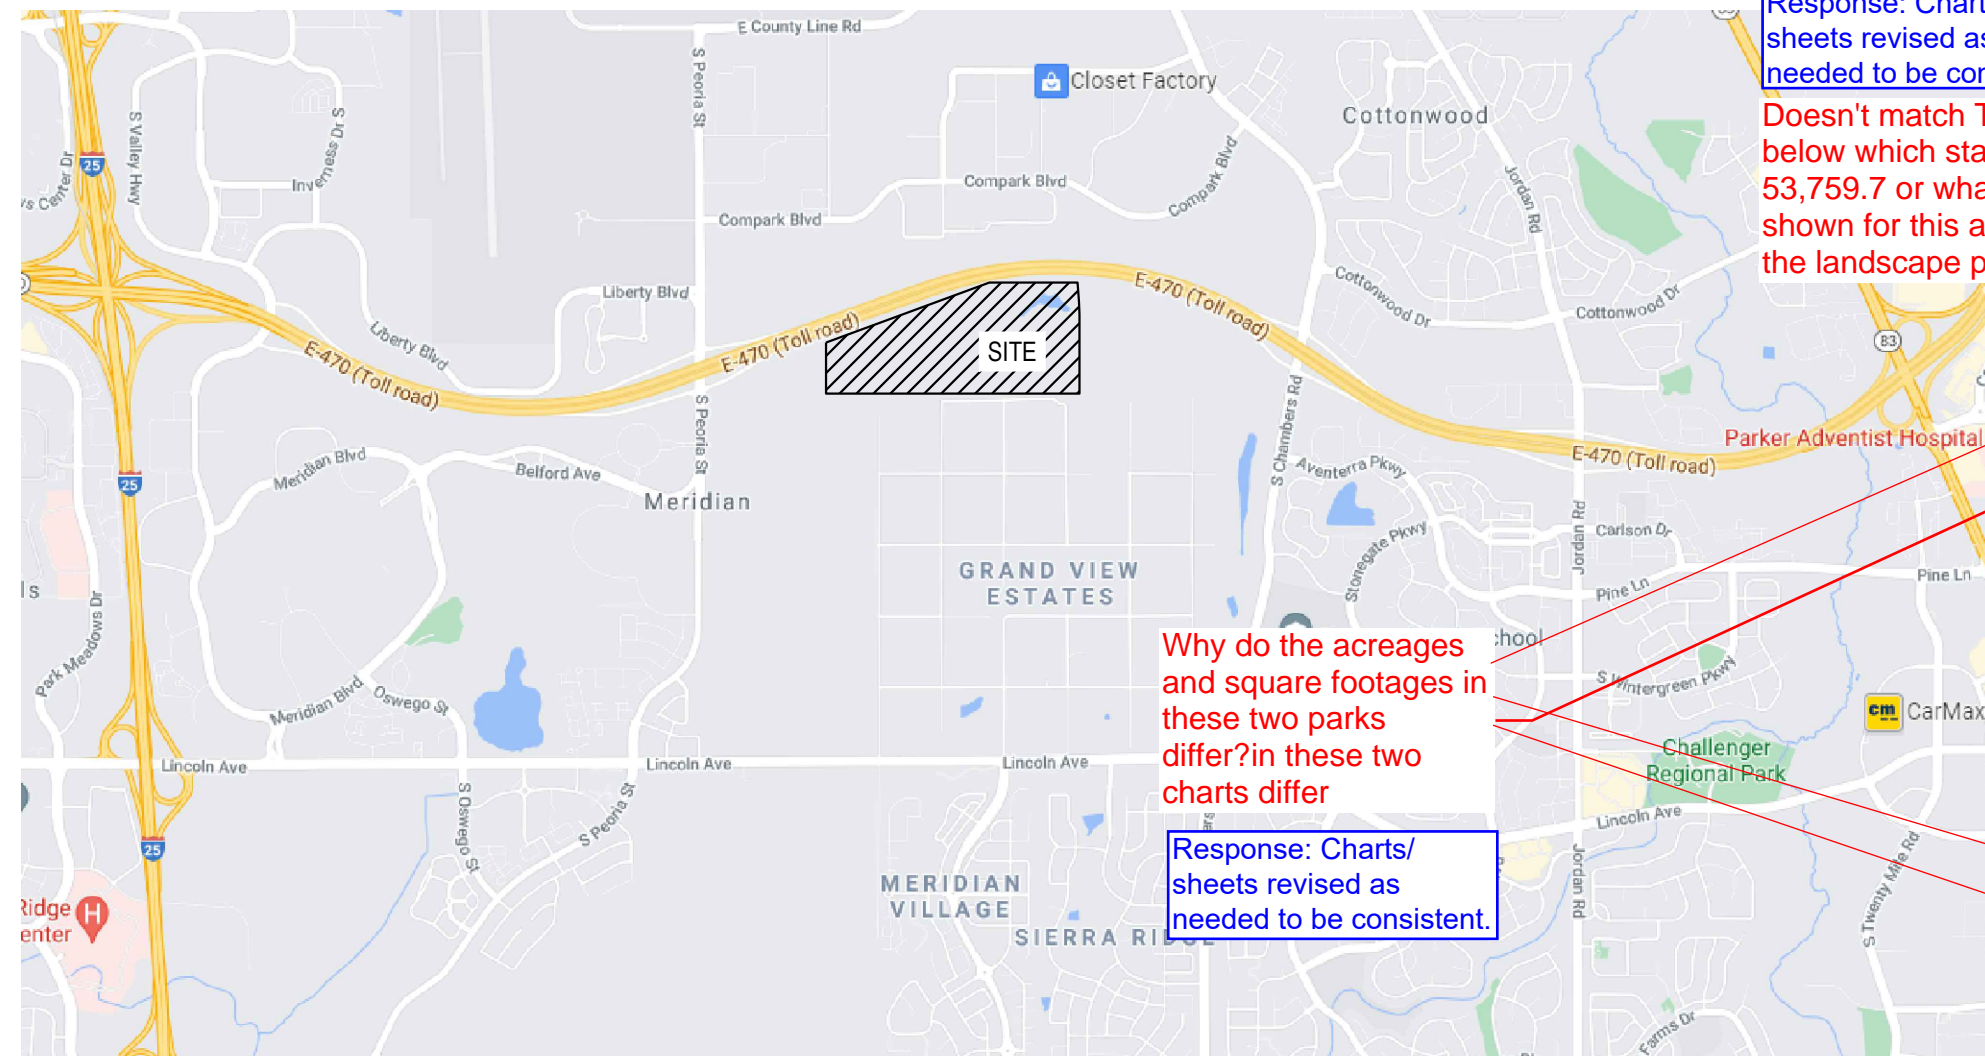 E County Line Rd
S Peoria St
Closet Factory
Cottonwood
Response: Chart
sheets revised as
needed to be con
Doesn't match T
below which sta
53,759.7 or wha
shown for this a
the landscape p
S Valley Hwy
Inverness Dr S
25
Compark Blvd
Compark Blvd
Compark Blvd
Jordan Rd
Liberty Blvd
Liberty Blvd
E-470 (Toll road)
E-470 (Toll road)
E-470 (Toll road)
E-470 (Toll road)
SITE
Cottonwood Dr
Cottonwood Dr
83
S Peoria St
S Chambers Rd
Parker Adventist Hospital
Meridian Blvd
Belford Ave
Meridian
25
Aventerra Pkwy
Stonegate Pkwy
Jordan Rd
Carlson Dr
Pine Ln
Pine Ln
GRAND VIEW
ESTATES
Park Meadows Dr
Meridian Blvd
Oswego St
Why do the acreages
and square footages in
these two parks
differ?in these two
charts differ
S Wintergreen Pkwy
CarMax
Challenger
Regional Park
Lincoln Ave
Lincoln Ave
Lincoln Ave
Lincoln Ave
S Oswego St
S Peoria St
25
Response: Charts/
sheets revised as
needed to be consistent.
Jordan Rd
S Twenty Mile Rd
MERIDIAN
VILLAGE
SIERRA
Farms Dr